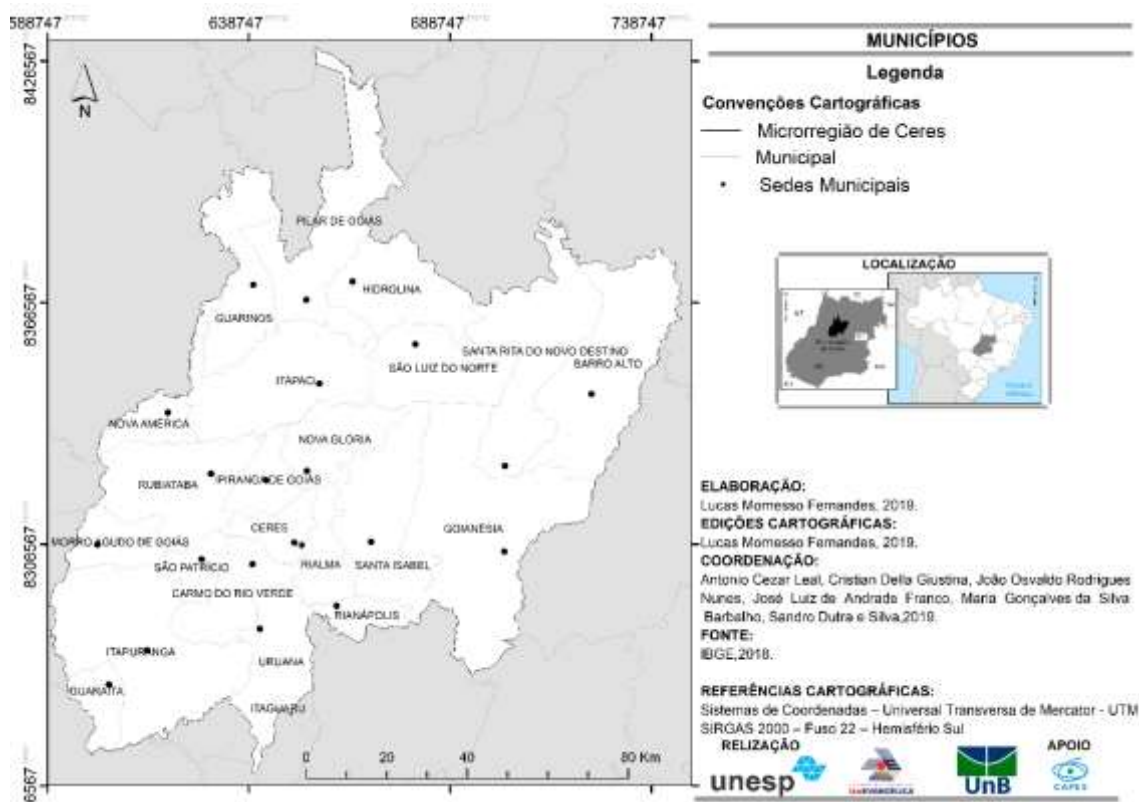 588747 638747 688747 738747
8428567
8366567
8308567
65567
N
PILAR DE GOIÁS
HIDROLINA
GUARINOS
SANTA RITA DO NOVO DESTINO
SÃO LUIZ DO NORTE
BARRO ALTO
ITAPACI
NOVA AMÉRICA
NOVA GLÓRIA
RUBIATABA
IPIRANGA DE GOIÁS
GOIANÉSIA
CERES
MORRO AGUDO DE GOIÁS
SÃO PATRÍCIO
RIALMA
SANTA ISABEL
CARMO DO RIO VERDE
RIANÁPOLIS
ITAPURANGA
URUANA
GUARAÍTA
ITAGUARU
0 20 40 80 Km
MUNICÍPIOS
Legenda
Convenções Cartográficas
Microrregião de Ceres
Municipal
Sedes Municipais
LOCALIZAÇÃO
ELABORAÇÃO:
Lucas Momesso Fernandes, 2019.
EDIÇÕES CARTOGRÁFICAS:
Lucas Momesso Fernandes, 2019.
COORDENAÇÃO:
Antonio Cezar Leal, Cristian Della Giustina, João Osvaldo Rodrigues
Nunes, José Luiz de Andrade Franco, Maria Gonçalves da Silva
Barbalho, Sandro Dutra e Silva,2019.
FONTE:
IBGE,2018.
REFERÊNCIAS CARTOGRÁFICAS:
Sistemas de Coordenadas – Universal Transversa de Mercator - UTM
SIRGAS 2000 – Fuso 22 – Hemisfério Sul
RELIZAÇÃO APOIO
unesp
UniEVANGÉLICA
UnB
CAPES